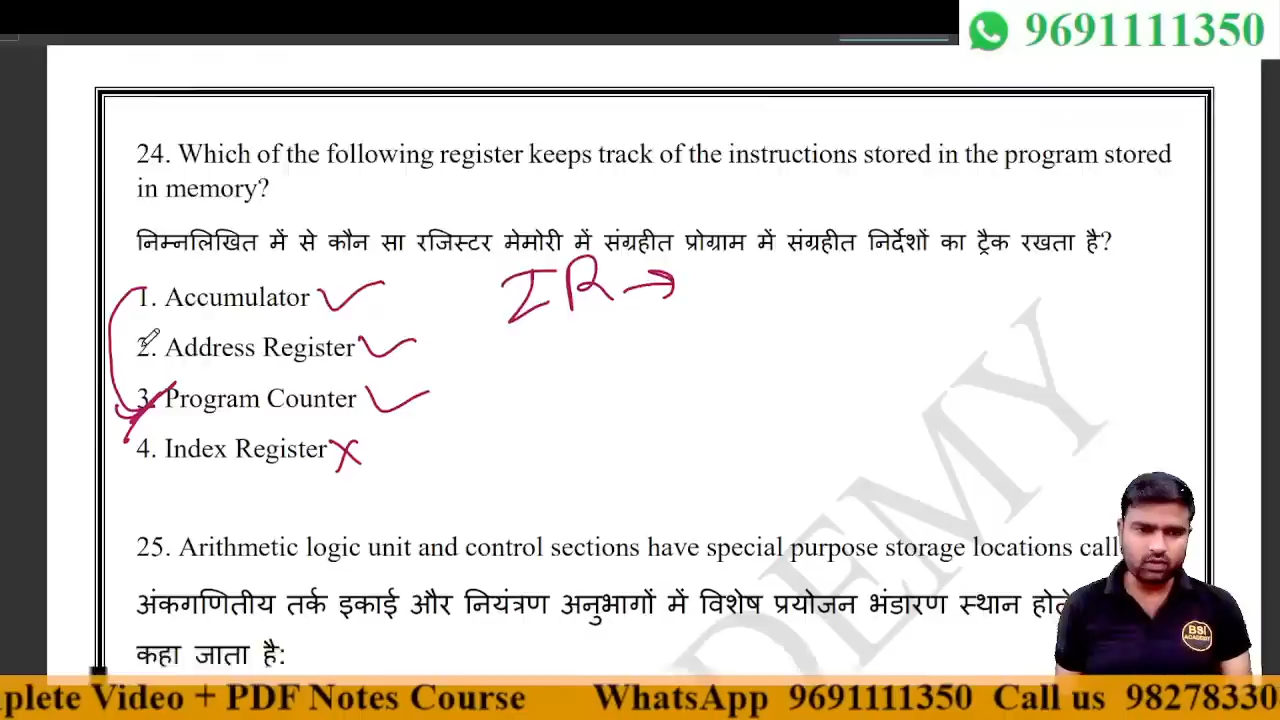 9691111350
24. Which of the following register keeps track of the instructions stored in the program stored
in memory?
निम्नलिखित में से कौन सा रजिस्टर मेमोरी में संग्रहीत प्रोग्राम में संग्रहीत निर्देशों का ट्रैक रखता है?
IR →
1. Accumulator
2. Address Register
3. Program Counter
4. Index Register
25. Arithmetic logic unit and control sections have special purpose storage locations
अंकगणितीय तर्क इकाई और नियंत्रण अनुभागों में विशेष प्रयोजन भंडारण स्थान
कहा जाता है:
BSI
ACADEMY
Video + PDF Notes Course WhatsApp 9691111350 Call us 98278330